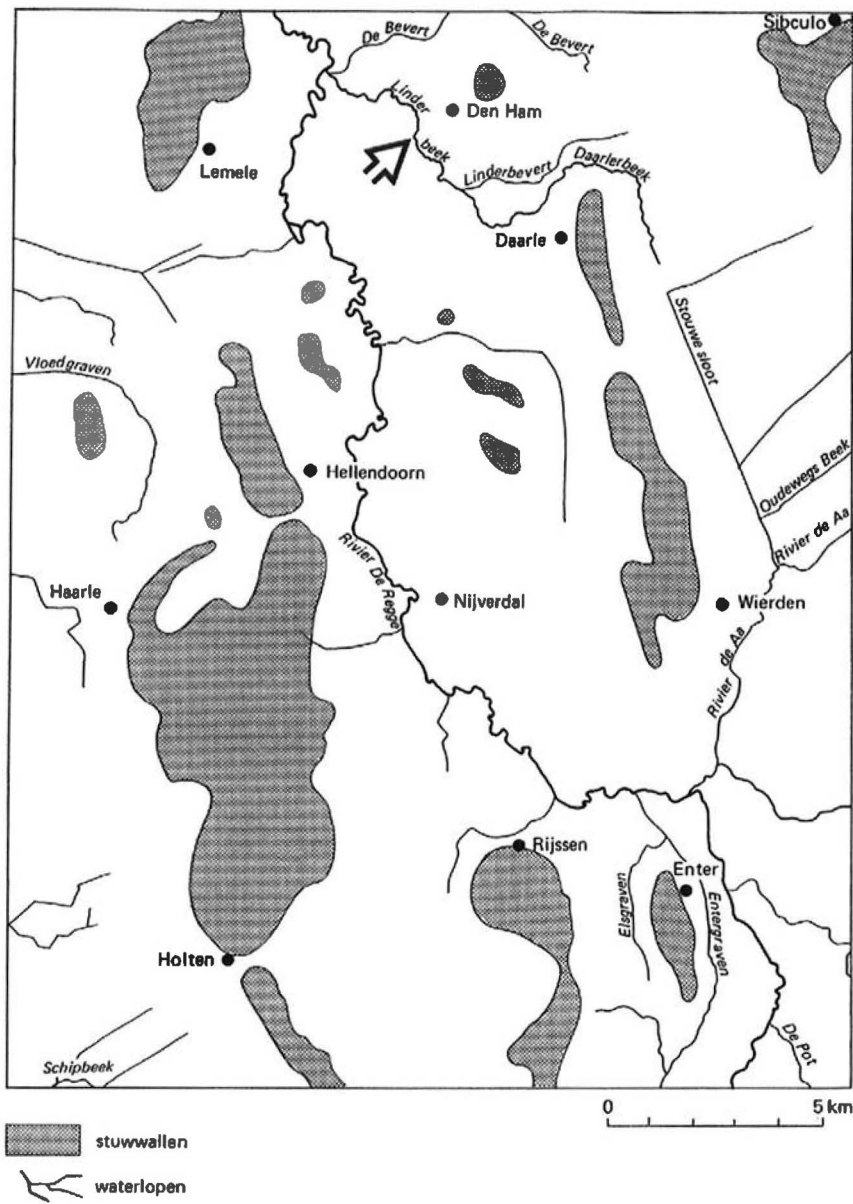 Sibculo
De Bevert
De Bevert
Linder
beek
Den Ham
Lemele
Linderbevert
Daarlerbeek
Daarle
Stouwe sloot
Vloedgraven
Hellendoorn
Oudewegs Beek
Rivier de Aa
Rivier De Regge
Haarle
Nijverdal
Wierden
Rivier de Aa
Rijssen
Enter
Elsgraven
Entergraven
Holten
De Pot
Schipbeek
0 5 km
stuwwallen
waterlopen